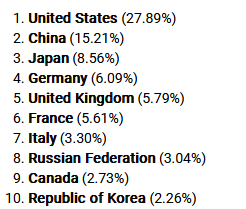 1. United States (27.89%)
2. China (15.21%)
3. Japan (8.56%)
4. Germany (6.09%)
5. United Kingdom (5.79%)
6. France (5.61%)
7. Italy (3.30%)
8. Russian Federation (3.04%)
9. Canada (2.73%)
10. Republic of Korea (2.26%)